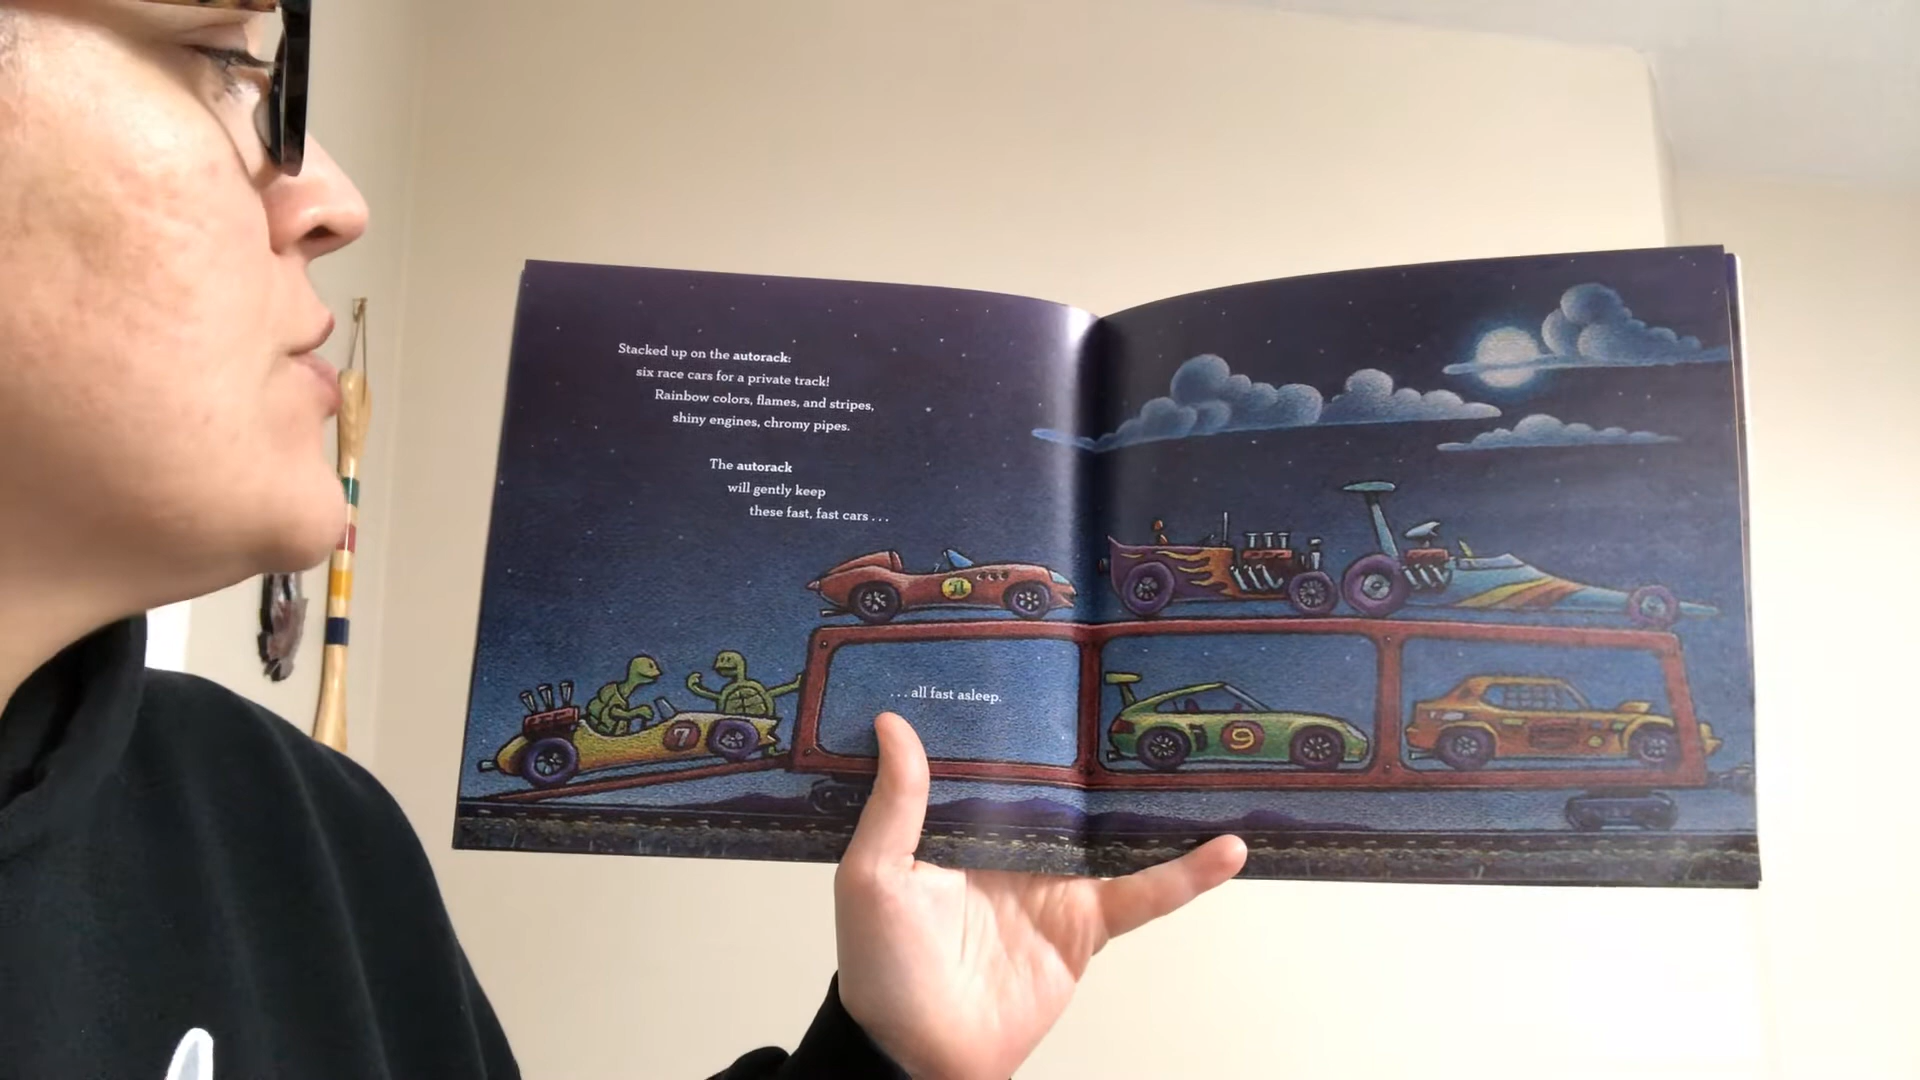 Stacked up on the autorack:
six race cars for a private track!
Rainbow colors, flames, and stripes,
shiny engines, chromy pipes.
The autorack
will gently keep
these fast, fast cars . . .
. . . all fast asleep.
1
7
9